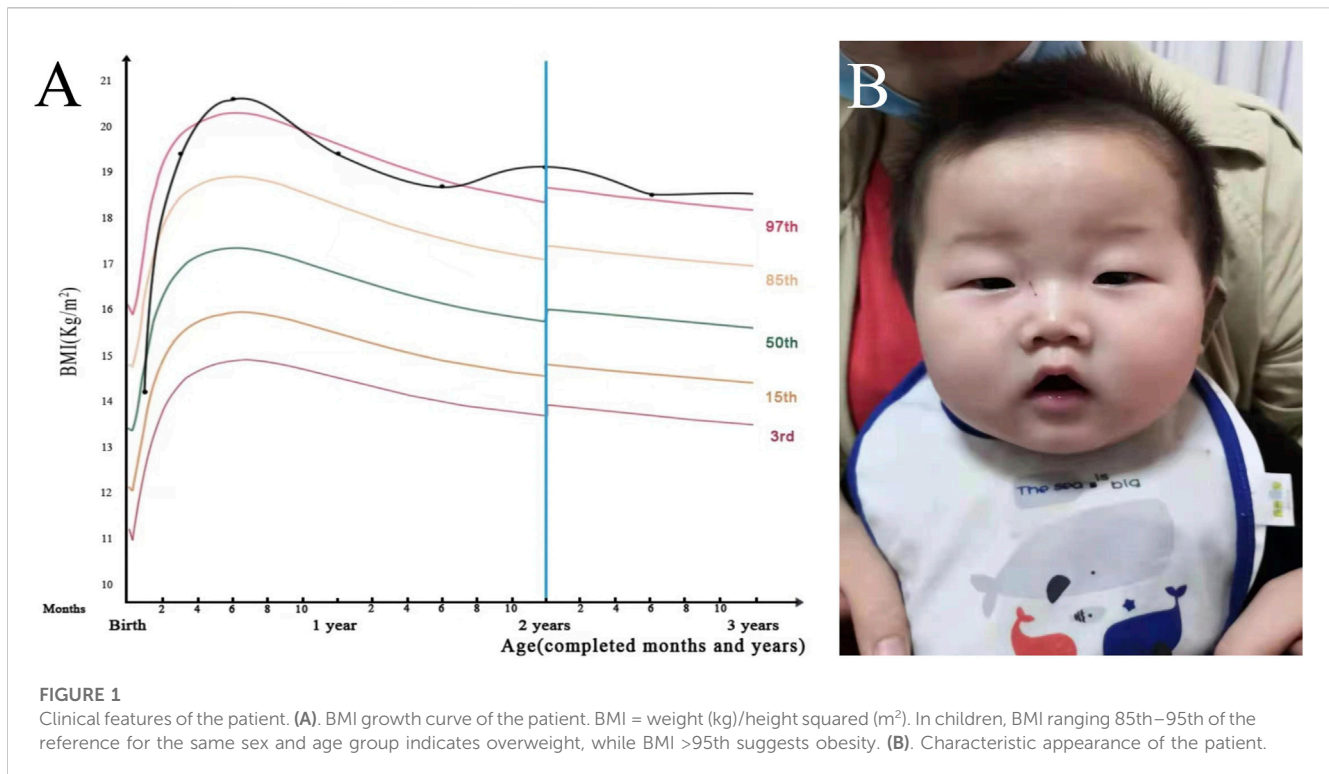 A
B
21
20
19
18
17
16
15
14
13
12
11
10
BMI(Kg/m²)
97th
85th
50th
15th
3rd
Months 2 4 6 8 10 2 4 6 8 10 2 4 6 8 10
Birth 1 year 2 years 3 years
Age(completed months and years)
The sea is big
FIGURE 1
Clinical features of the patient. (A). BMI growth curve of the patient. BMI = weight (kg)/height squared (m²). In children, BMI ranging 85th–95th of the
reference for the same sex and age group indicates overweight, while BMI >95th suggests obesity. (B). Characteristic appearance of the patient.